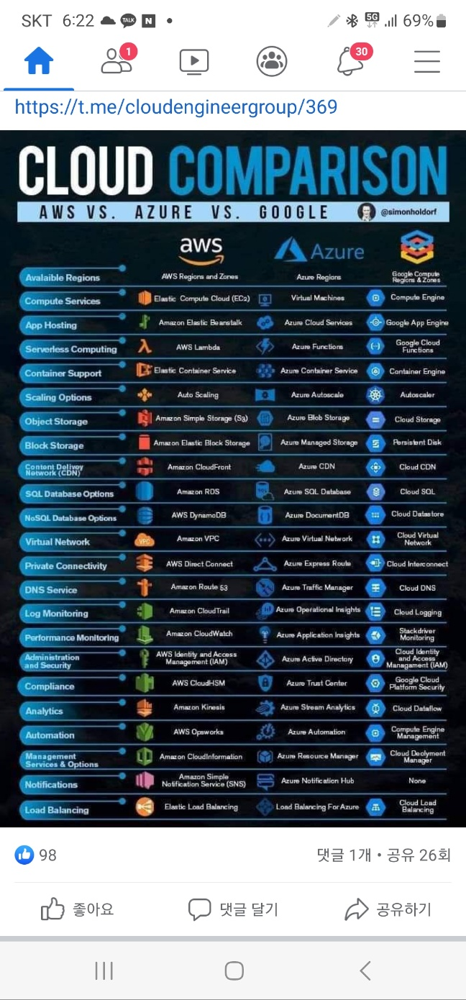 SKT 6:22 TALK N 5G 69%
1
30
https://t.me/cloudengineergroup/369
CLOUD COMPARISON
AWS VS. AZURE VS. GOOGLE @simonholdorf
aws Azure
Avalaible Regions AWS Regions and Zones Azure Regions Google Compute
Regions & Zones
Compute Services Elastic Compute Cloud (EC2) Virtual Machines Compute Engine
App Hosting Amazon Elastic Beanstalk Azure Cloud Services Google App Engine
Serverless Computing AWS Lambda Azure Functions Google Cloud
Functions
Container Support Elastic Container Service Azure Container Service Container Engine
Scaling Options Auto Scaling Azure Autoscale Autoscaler
Object Storage Amazon Simple Storage (S3) Azure Blob Storage Cloud Storage
Block Storage Amazon Elastic Block Storage Azure Managed Storage Persistent Disk
Content Delivey
Network (CDN) Amazon CloudFront Azure CDN Cloud CDN
SQL Database Options Amazon RDS SQL Azure SQL Database Cloud SQL
NoSQL Database Options AWS DynamoDB Azure DocumentDB Cloud Datastore
Virtual Network VPC Amazon VPC Azure Virtual Network Cloud Virtual
Network
Private Connectivity AWS Direct Connect Azure Express Route Cloud Interconnect
DNS Service Amazon Route 53 Azure Traffic Manager Cloud DNS
Log Monitoring Amazon CloudTrail Azure Operational Insights Cloud Logging
Performance Monitoring Amazon CloudWatch Azure Application Insights Stackdriver
Monitoring
Administration
and Security AWS Identity and Access
Management (IAM) Azure Active Directory Cloud Identity
and Access
Managament (IAM)
Compliance AWS CloudHSM Azure Trust Center Google Cloud
Platform Security
Analytics Amazon Kinesis Azure Stream Analytics Cloud Dataflow
Automation AWS Opsworks Azure Automation Compute Engine
Management
Management
Services & Options Amazon CloudInformation Azure Resource Manager Cloud Deolyment
Manager
Notifications Amazon Simple
Notification Service (SNS) Azure Notification Hub None
Load Balancing Elastic Load Balancing Load Balancing For Azure Cloud Load
Balancing
98 댓글 1개 • 공유 26회
좋아요 댓글 달기 공유하기